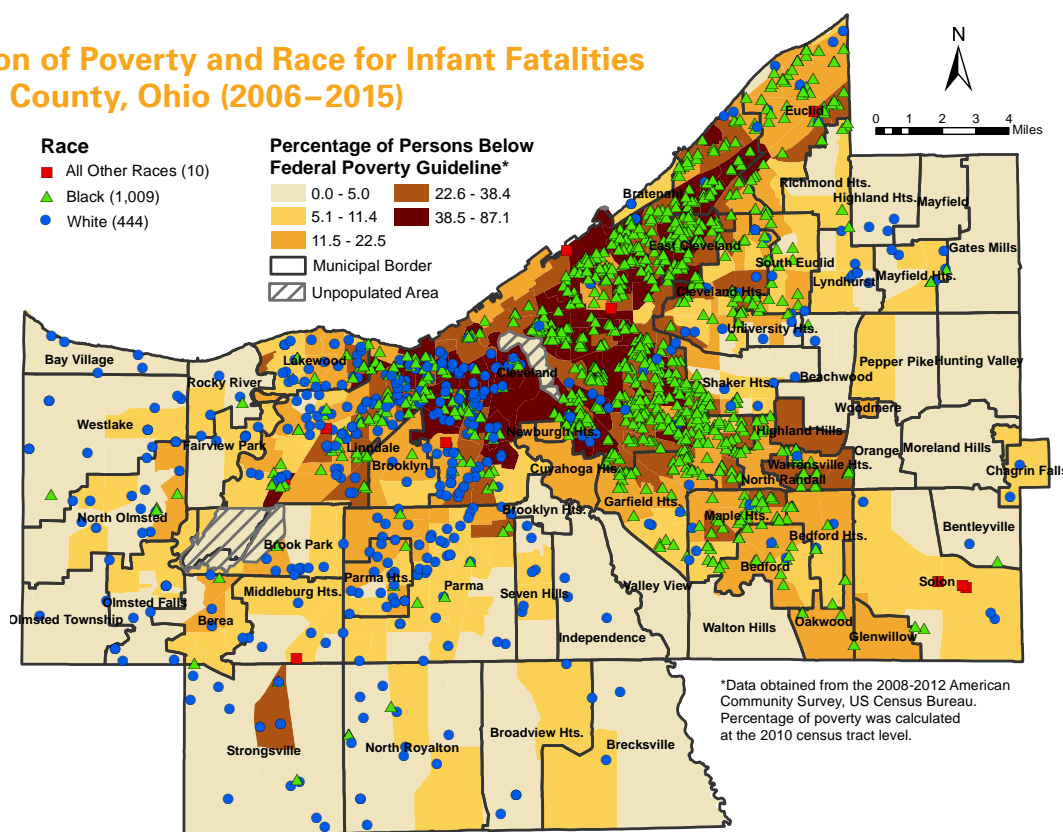 on of Poverty and Race for Infant Fatalities
County, Ohio (2006–2015)
N
0 1 2 3 4
Miles
Race
All Other Races (10)
Black (1,009)
White (444)
Percentage of Persons Below
Federal Poverty Guideline*
0.0 - 5.0
5.1 - 11.4
11.5 - 22.5
22.6 - 38.4
38.5 - 87.1
Municipal Border
Unpopulated Area
Euclid
Bratenahl
Richmond Hts.
Highland Hts.
Mayfield
East Cleveland
Gates Mills
South Euclid
Lyndhurst
Mayfield Hts.
Cleveland Hts.
University Hts.
Bay Village
Lakewood
Rocky River
Cleveland
Shaker Hts.
Beachwood
Pepper Pike
Hunting Valley
Woodmere
Westlake
Fairview Park
Linndale
Brooklyn
Newburgh Hts.
Cuyahoga Hts.
Highland Hills
Orange
Moreland Hills
Warrensville Hts.
North Randall
Chagrin Falls
North Olmsted
Brook Park
Brooklyn Hts.
Garfield Hts.
Maple Hts.
Bedford Hts.
Bentleyville
Bedford
Parma Hts.
Parma
Middleburg Hts.
Seven Hills
Valley View
Solon
Olmsted Falls
Olmsted Township
Berea
Independence
Walton Hills
Oakwood
Glenwillow
Strongsville
North Royalton
Broadview Hts.
Brecksville
*Data obtained from the 2008-2012 American
Community Survey, US Census Bureau.
Percentage of poverty was calculated
at the 2010 census tract level.